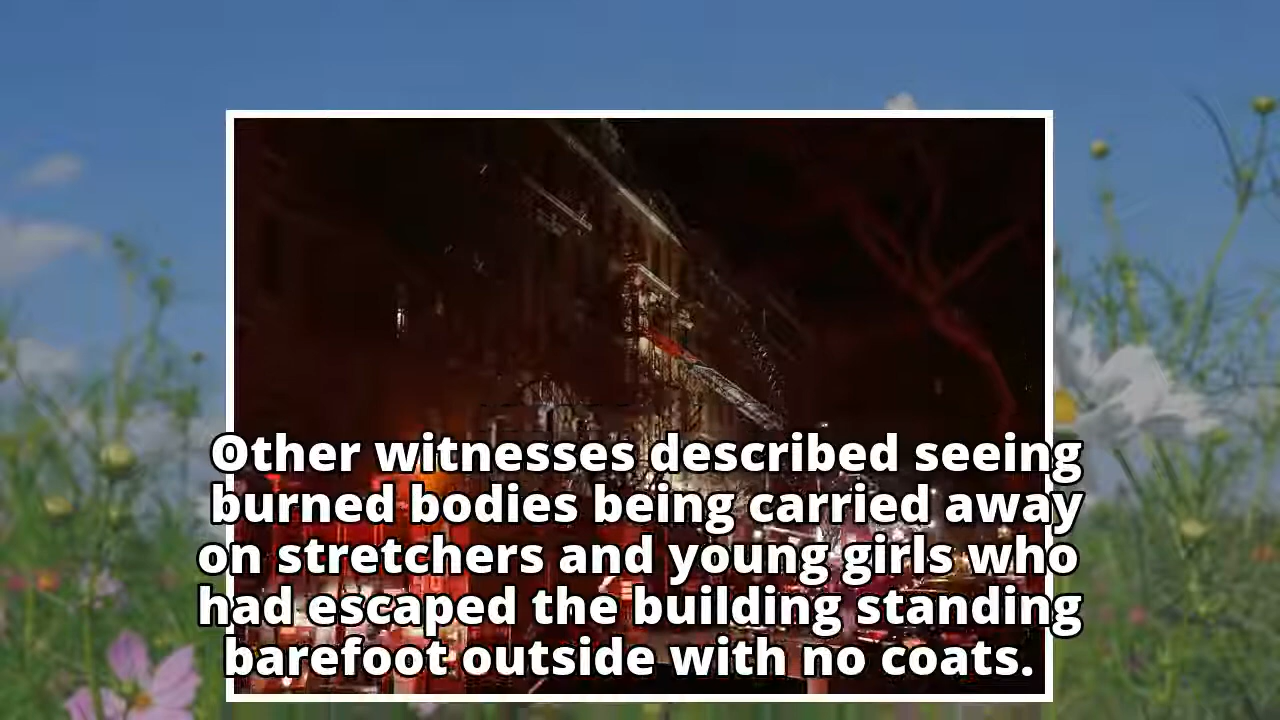 Other witnesses described seeing
burned bodies being carried away
on stretchers and young girls who
had escaped the building standing
barefoot outside with no coats.